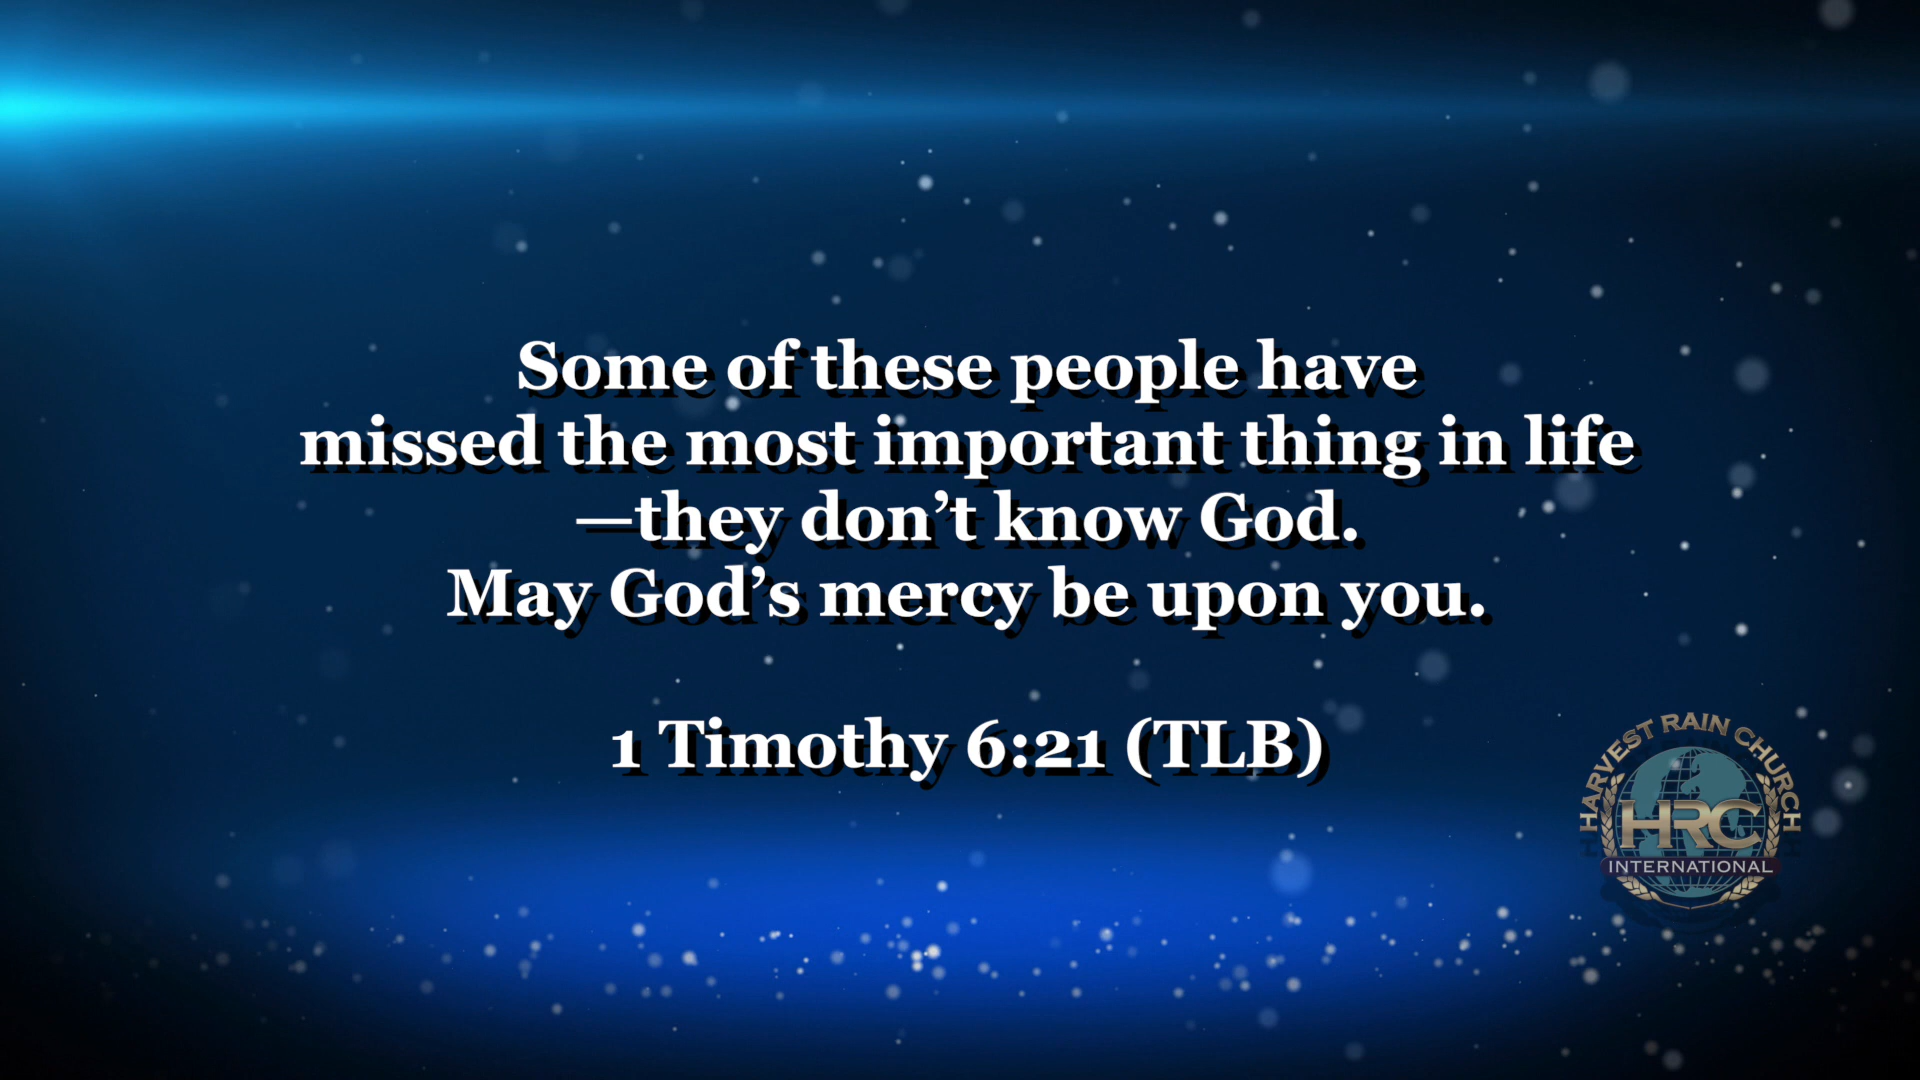 Some of these people have
missed the most important thing in life
—they don’t know God.
May God’s mercy be upon you.
1 Timothy 6:21 (TLB)
HARVEST RAIN CHURCH
HRC
INTERNATIONAL